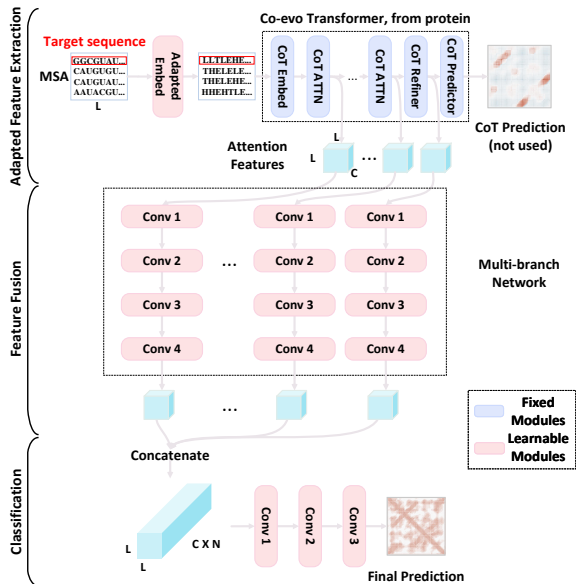 Co-evo Transformer, from protein
Target sequence
MSA
GGCGUAU...
CAUGUGU...
CAUGUAU...
AAUACGU...
L
Adapted
Embed
LLTLEHE...
THELELE...
TLELEHE...
HHEHTLE...
CoT Embed
CoT ATTN
...
CoT ATTN
CoT Refiner
CoT Predictor
CoT Prediction
(not used)
Adapted Feature Extraction
Attention
Features
L
L
C
...
Feature Fusion
Conv 1
Conv 1
Conv 1
Conv 2
...
Conv 2
Conv 2
Conv 3
Conv 3
Conv 3
Conv 4
Conv 4
Conv 4
Multi-branch
Network
...
Fixed
Modules
Learnable
Modules
Classification
Concatenate
L
L
C X N
Conv 1
Conv 2
Conv 3
Final Prediction